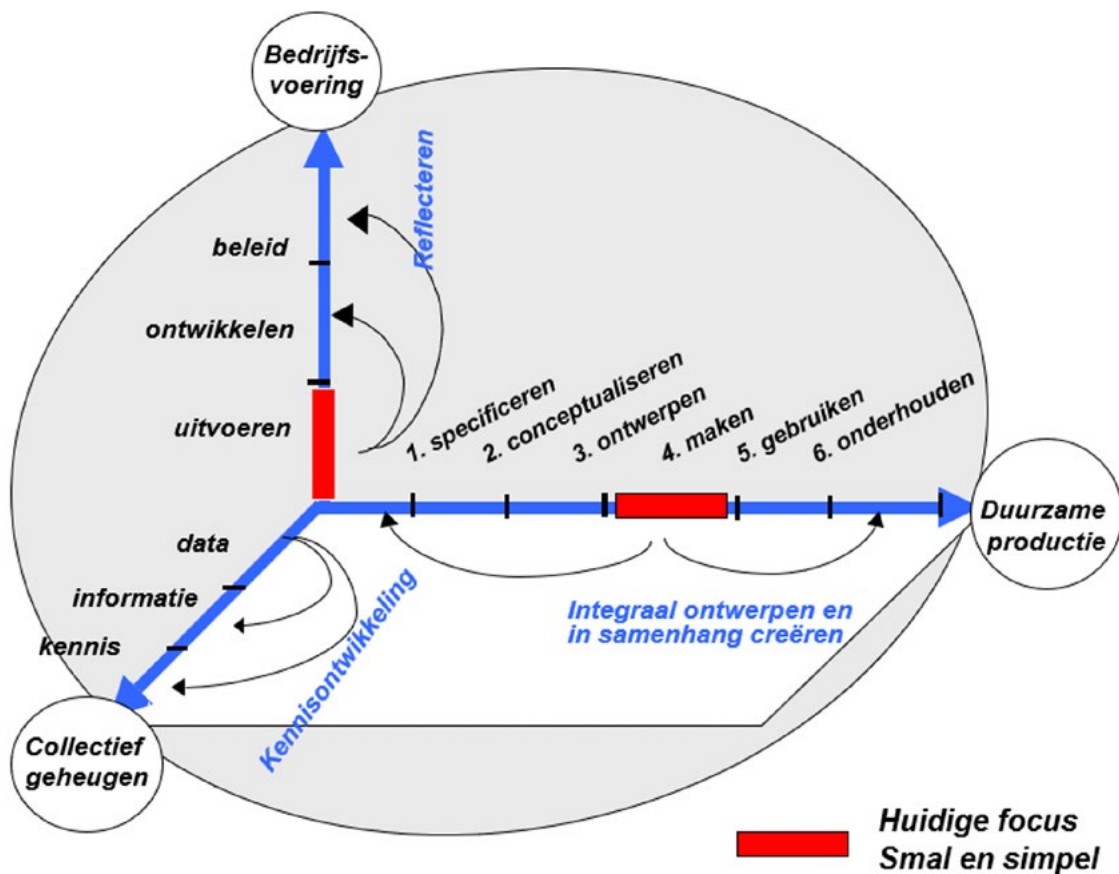 Bedrijfs-
voering
Reflecteren
beleid
ontwikkelen
uitvoeren
1. specificeren
2. conceptualiseren
3. ontwerpen
4. maken
5. gebruiken
6. onderhouden
Duurzame
productie
data
informatie
kennis
Kennisontwikkeling
Integraal ontwerpen en
in samenhang creëren
Collectief
geheugen
Huidige focus
Smal en simpel